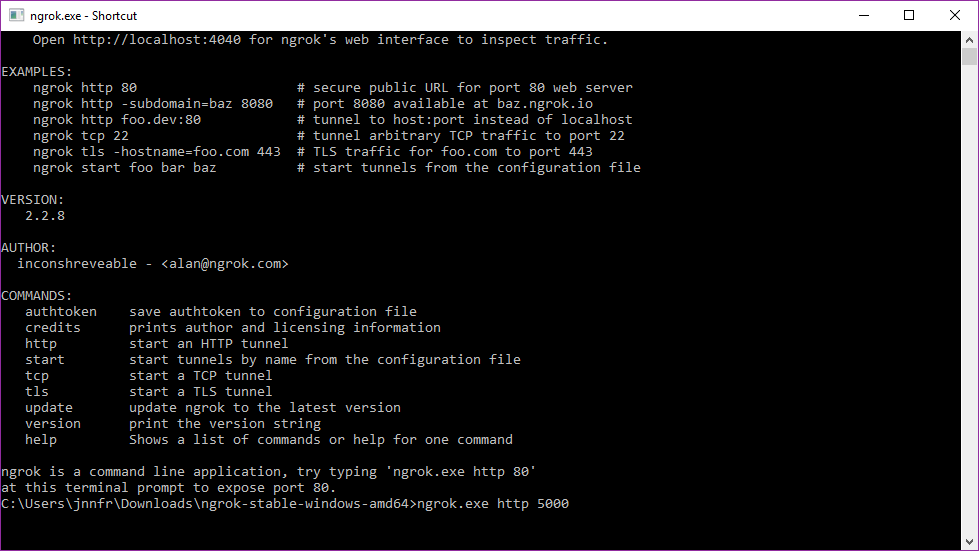 ngrok.exe - Shortcut
Open http://localhost:4040 for ngrok's web interface to inspect traffic.
EXAMPLES:
ngrok http 80 # secure public URL for port 80 web server
ngrok http -subdomain=baz 8080 # port 8080 available at baz.ngrok.io
ngrok http foo.dev:80 # tunnel to host:port instead of localhost
ngrok tcp 22 # tunnel arbitrary TCP traffic to port 22
ngrok tls -hostname=foo.com 443 # TLS traffic for foo.com to port 443
ngrok start foo bar baz # start tunnels from the configuration file
VERSION:
2.2.8
AUTHOR:
inconshreveable - <alan@ngrok.com>
COMMANDS:
authtoken save authtoken to configuration file
credits prints author and licensing information
http start an HTTP tunnel
start start tunnels by name from the configuration file
tcp start a TCP tunnel
tls start a TLS tunnel
update update ngrok to the latest version
version print the version string
help Shows a list of commands or help for one command
ngrok is a command line application, try typing 'ngrok.exe http 80'
at this terminal prompt to expose port 80.
C:\Users\jnnfr\Downloads\ngrok-stable-windows-amd64>ngrok.exe http 5000